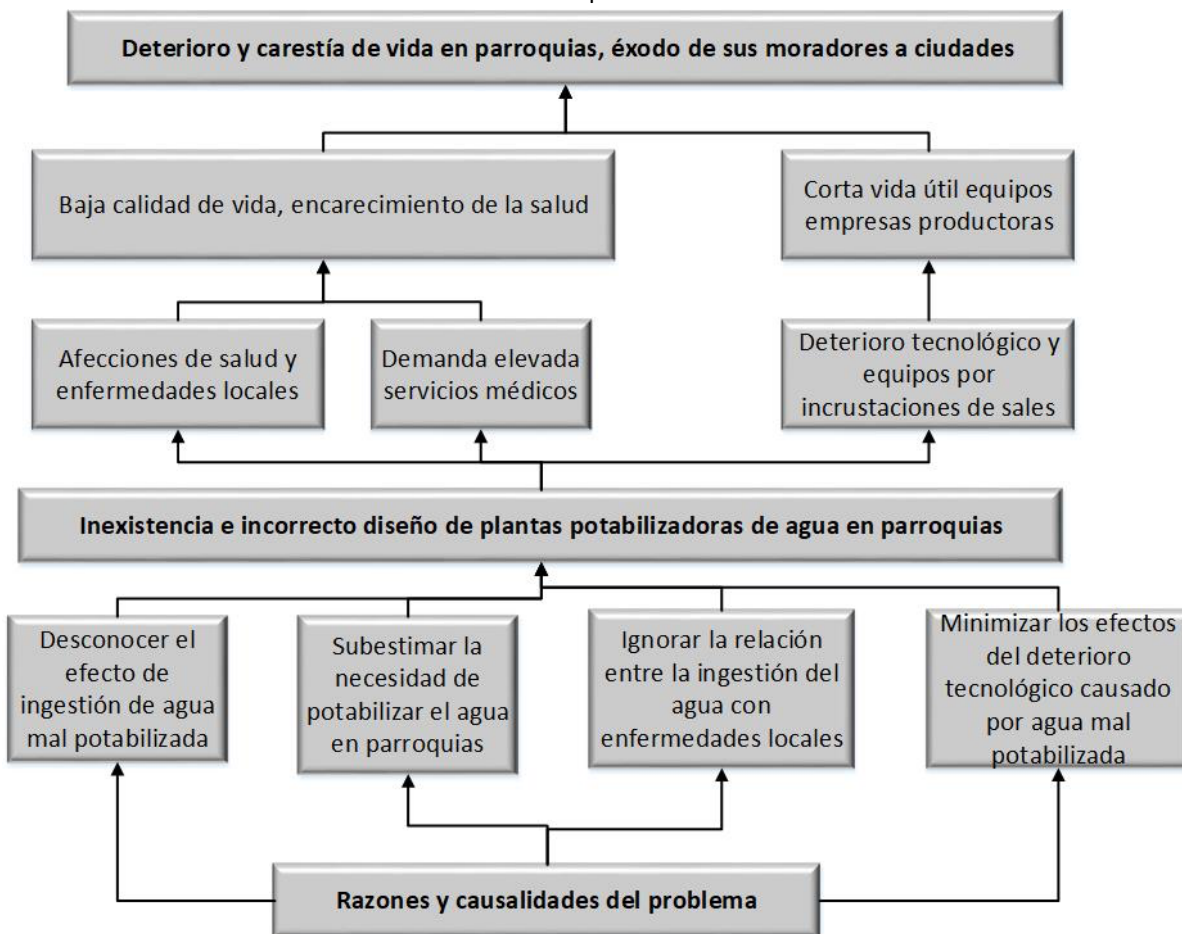 Deterioro y carestía de vida en parroquias, éxodo de sus moradores a ciudades
Baja calidad de vida, encarecimiento de la salud
Corta vida útil equipos
empresas productoras
Afecciones de salud y
enfermedades locales
Demanda elevada
servicios médicos
Deterioro tecnológico y
equipos por
incrustaciones de sales
Inexistencia e incorrecto diseño de plantas potabilizadoras de agua en parroquias
Desconocer el
efecto de
ingestión de agua
mal potabilizada
Subestimar la
necesidad de
potabilizar el agua
en parroquias
Ignorar la relación
entre la ingestión del
agua con
enfermedades locales
Minimizar los efectos
del deterioro
tecnológico causado
por agua mal
potabilizada
Razones y causalidades del problema